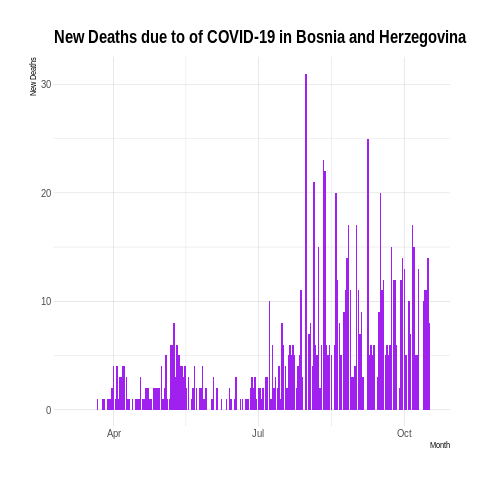 New Deaths due to of COVID-19 in Bosnia and Herzegovina
New Deaths
30
20
10
0
Apr
Jul
Oct
Month